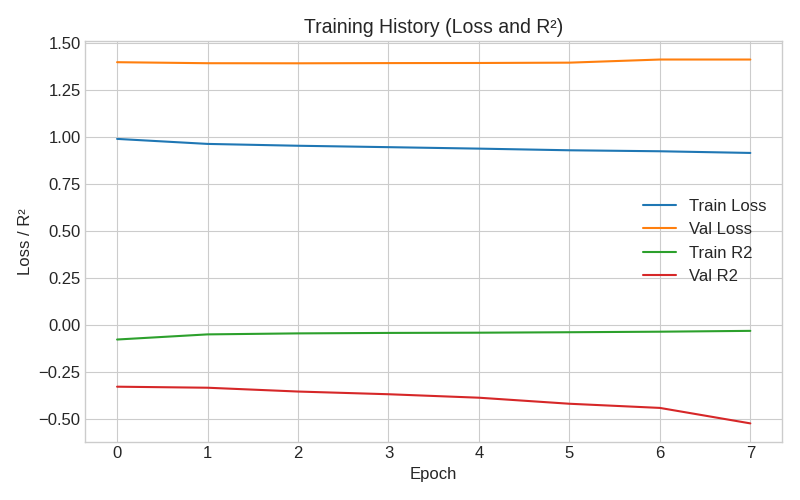 Training History (Loss and R²)
1.50
1.25
1.00
0.75
0.50
0.25
0.00
−0.25
−0.50
Loss / R²
Train Loss
Val Loss
Train R2
Val R2
0 1 2 3 4 5 6 7
Epoch